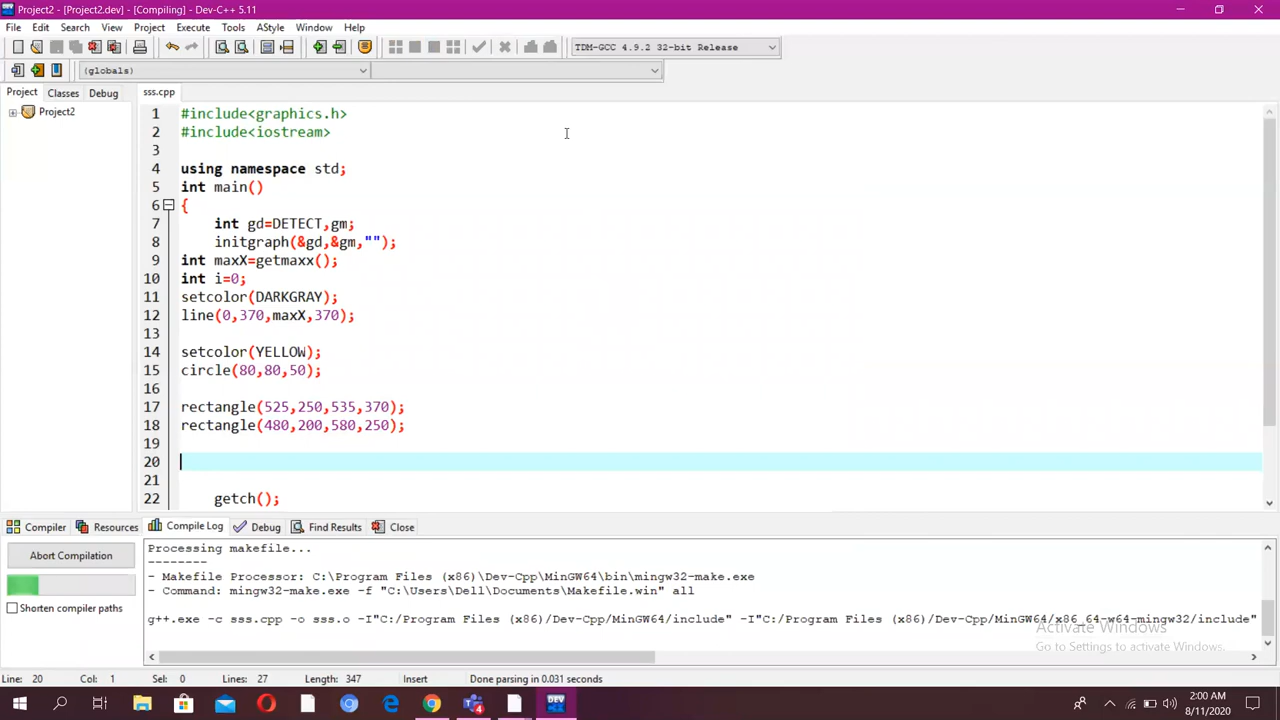 Project2 - [Project2.dev] - [Compiling] - Dev-C++ 5.11
File Edit Search View Project Execute Tools AStyle Window Help
TDM-GCC 4.9.2 32-bit Release
(globals)
Project Classes Debug sss.cpp
Project2
1 #include<graphics.h>
2 #include<iostream>
3
4 using namespace std;
5 int main()
6 {
7 int gd=DETECT,gm;
8 initgraph(&gd,&gm,"");
9 int maxX=getmaxx();
10 int i=0;
11 setcolor(DARKGRAY);
12 line(0,370,maxX,370);
13
14 setcolor(YELLOW);
15 circle(80,80,50);
16
17 rectangle(525,250,535,370);
18 rectangle(480,200,580,250);
19
20
21
22 getch();
Compiler Resources Compile Log Debug Find Results Close
Abort Compilation
Shorten compiler paths
Processing makefile...
--------
- Makefile Processor: C:\Program Files (x86)\Dev-Cpp\MinGW64\bin\mingw32-make.exe
- Command: mingw32-make.exe -f "C:\Users\Dell\Documents\Makefile.win" all
g++.exe -c sss.cpp -o sss.o -I"C:/Program Files (x86)/Dev-Cpp/MinGW64/include" -I"C:/Program Files (x86)/Dev-Cpp/MinGW64/x86_64-w64-mingw32/include"
Activate Windows
Go to Settings to activate Windows.
Line: 20 Col: 1 Sel: 0 Lines: 27 Length: 347 Insert Done parsing in 0.031 seconds
4
DEV
2:00 AM
8/11/2020